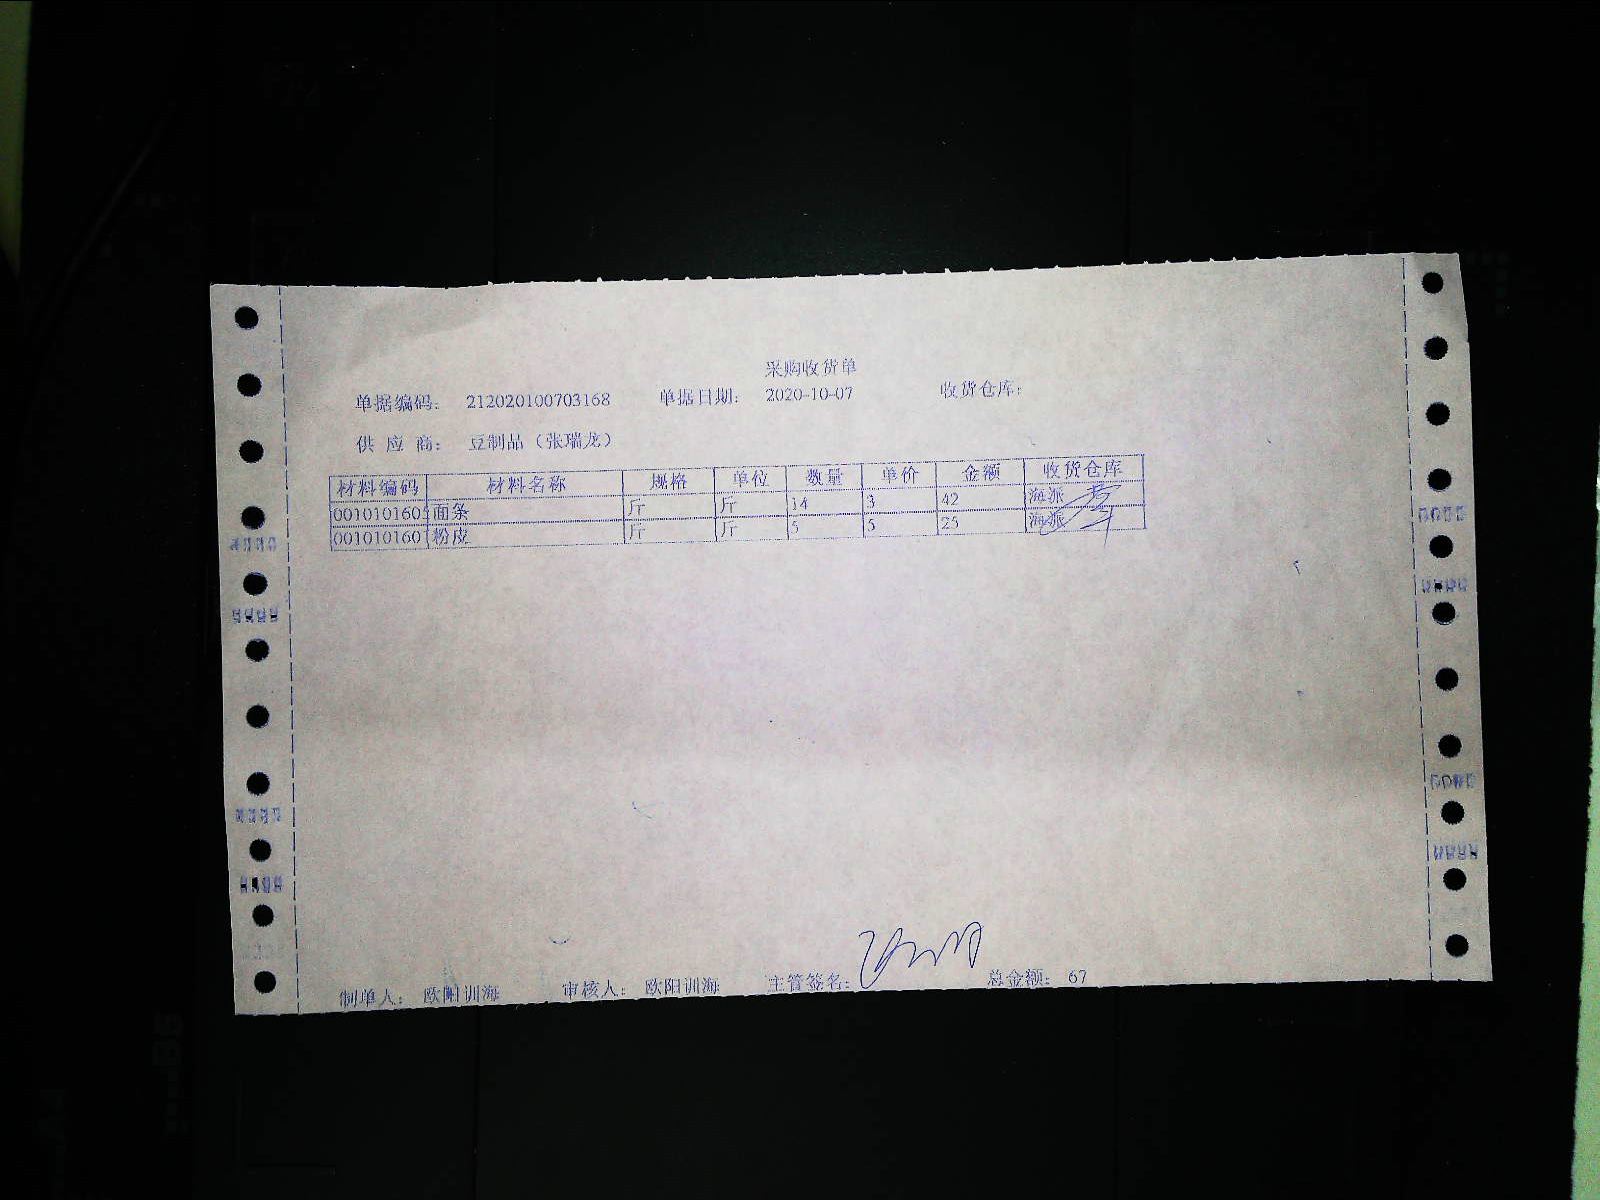 采购收货单
单据编码: 212020100703168 单据日期: 2020-10-07 收货仓库:
供 应 商: 豆制品（张瑞龙）
材料编码 材料名称 规格 单位 数量 单价 金额 收货仓库
0010101605 面条 斤 斤 14 3 42 海派
001010160 粉皮 斤 斤 5 5 25 海派
制单人: 欧阳训海 审核人: 欧阳训海 主管签名: 总金额: 67